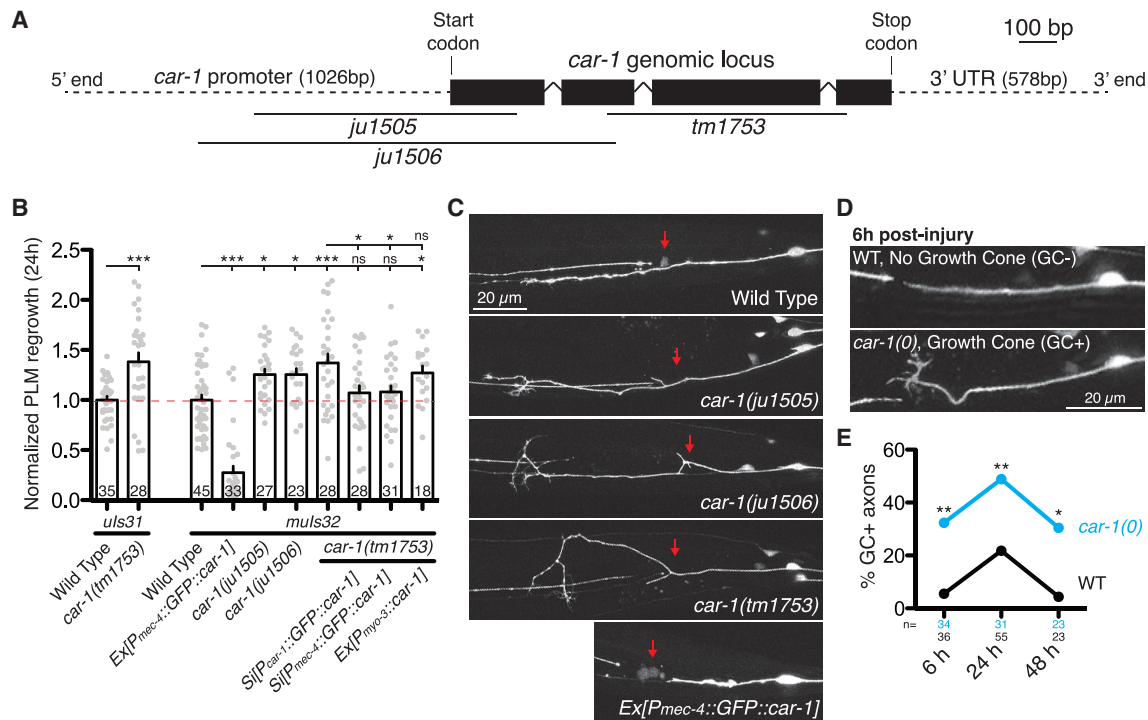 A
Start
codon
Stop
codon
100 bp
5' end
car-1 promoter (1026bp)
car-1 genomic locus
3' UTR (578bp)
3' end
ju1505
tm1753
ju1506
B
Normalized PLM regrowth (24h)
2.5
2.0
1.5
1.0
0.5
0.0
***
***
*
*
***
*
ns
*
ns
ns
*
35
28
45
33
27
23
28
28
31
18
uIs31
muIs32
Wild Type
car-1(tm1753)
Wild Type
Ex[Pmec-4::GFP::car-1]
car-1(ju1505)
car-1(ju1506)
car-1(tm1753)
Si[Pcar-1::GFP::car-1]
Si[Pmec-4::GFP::car-1]
Ex[Pmyo-3::car-1]
C
20 µm
Wild Type
car-1(ju1505)
car-1(ju1506)
car-1(tm1753)
Ex[Pmec-4::GFP::car-1]
D
6h post-injury
WT, No Growth Cone (GC-)
car-1(0), Growth Cone (GC+)
20 µm
E
% GC+ axons
60
40
20
0
**
**
*
car-1(0)
WT
n=
34
31
23
36
55
23
6 h
24 h
48 h